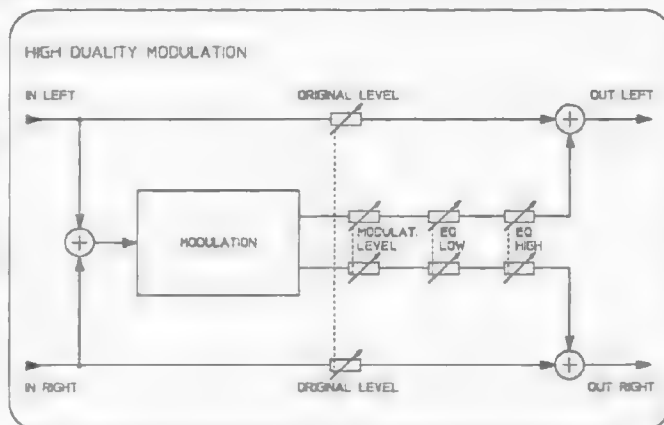 HIGH QUALITY MODULATION
IN LEFT
ORIGINAL LEVEL
OUT LEFT
MODULATION
MODULAT.
LEVEL
EQ
LOW
EQ
HIGH
IN RIGHT
ORIGINAL LEVEL
OUT RIGHT